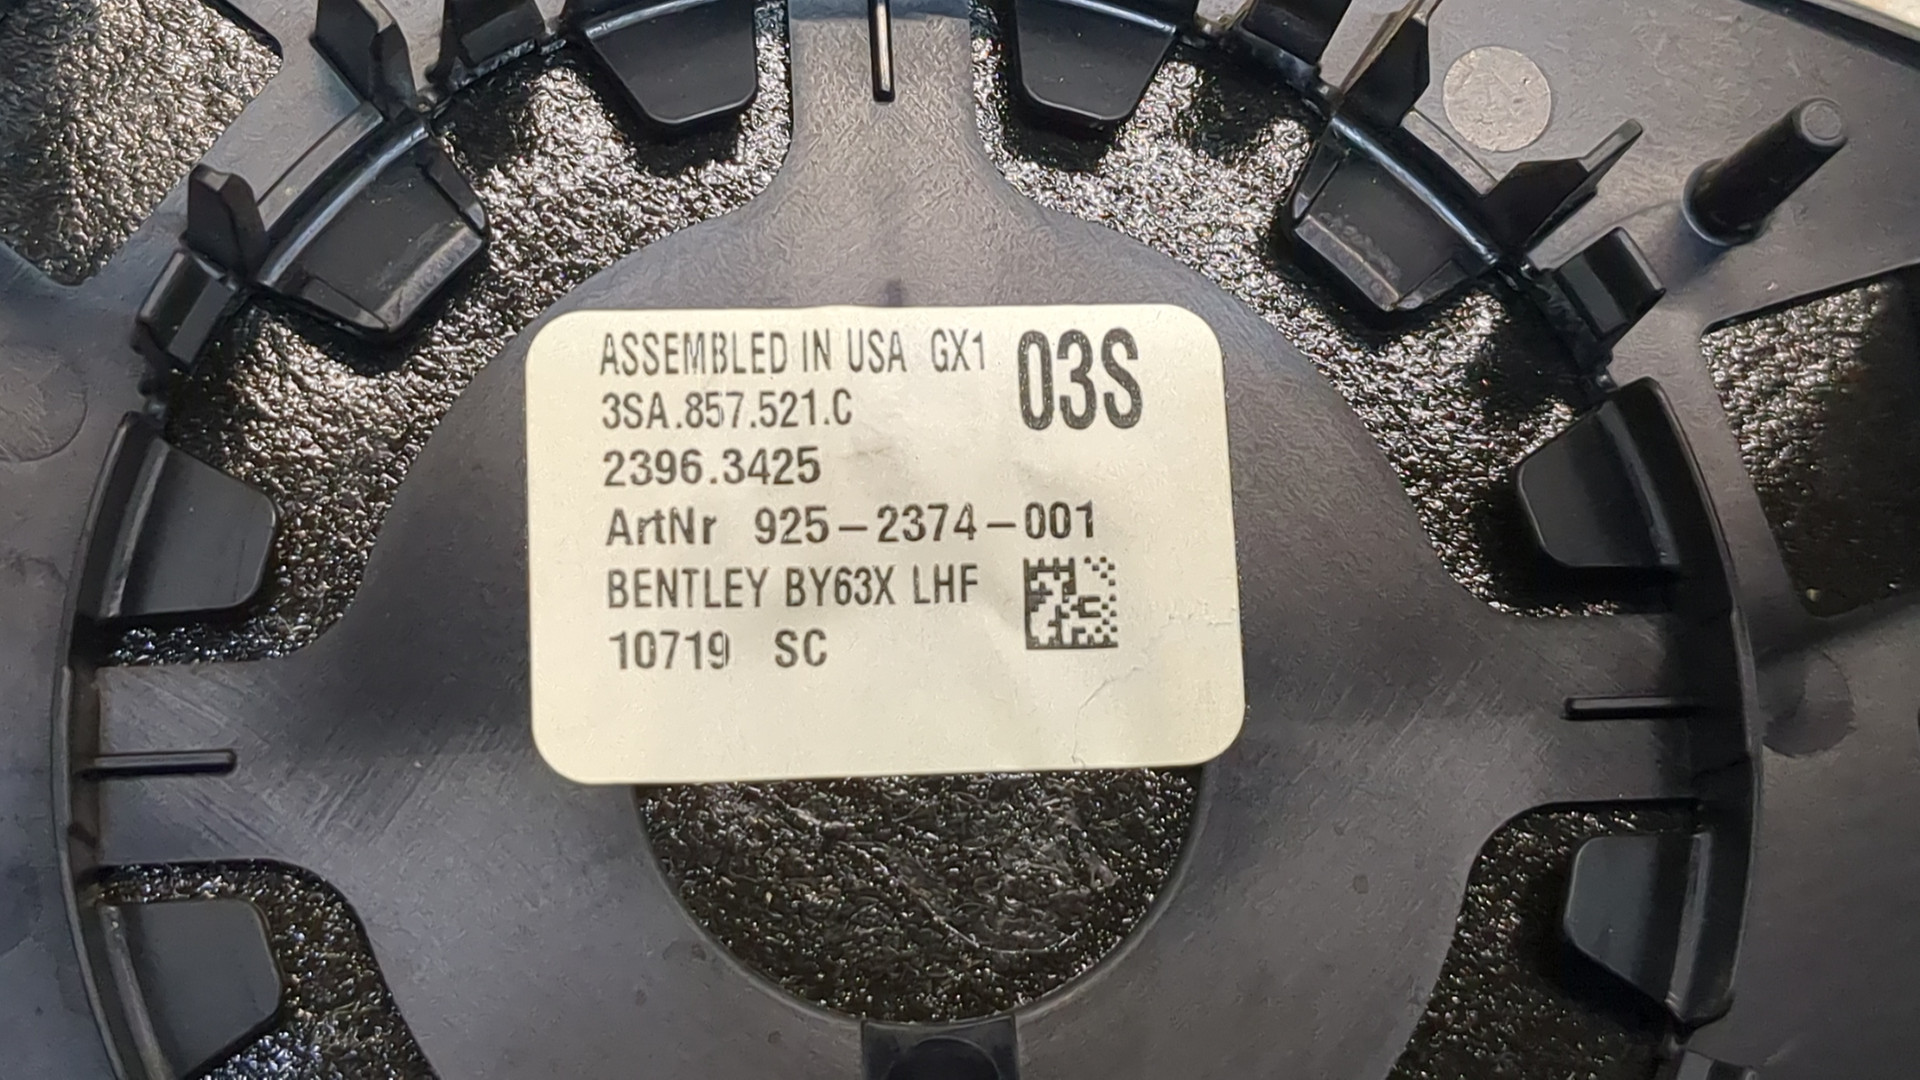 ASSEMBLED IN USA GX1 03S
3SA.857.521.C
2396.3425
ArtNr 925-2374-001
BENTLEY BY63X LHF
10719 SC